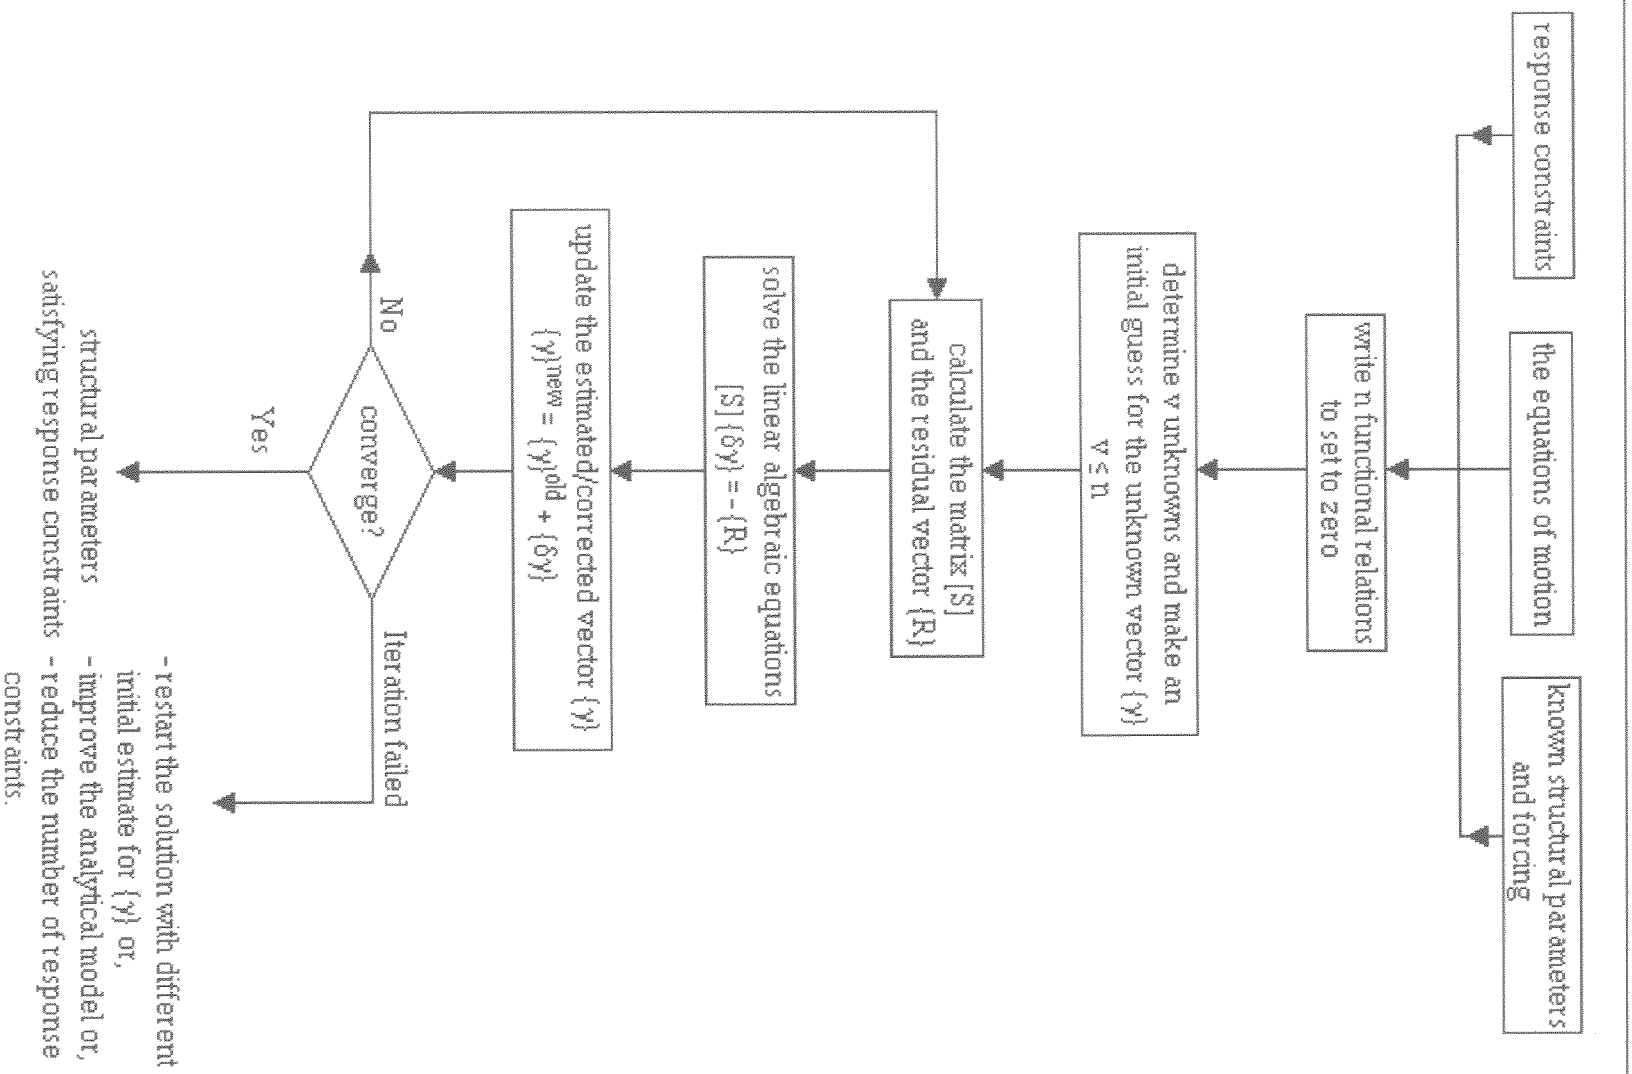 response constraints
the equations of motion
known structural parameters
and forcing
write n functional relations
to set to zero
determine v unknowns and make an
initial guess for the unknown vector {γ}
v ≤ n
calculate the matrix [S]
and the residual vector {R}
solve the linear algebraic equations
[S] {δγ} = - {R}
update the estimated/corrected vector {γ}
{γ}new = {γ}old + {δγ}
converge?
No
Iteration failed
Yes
structural parameters
satisfying response constraints
- restart the solution with different
initial estimate for {γ} or,
- improve the analytical model or,
- reduce the number of response
constraints.